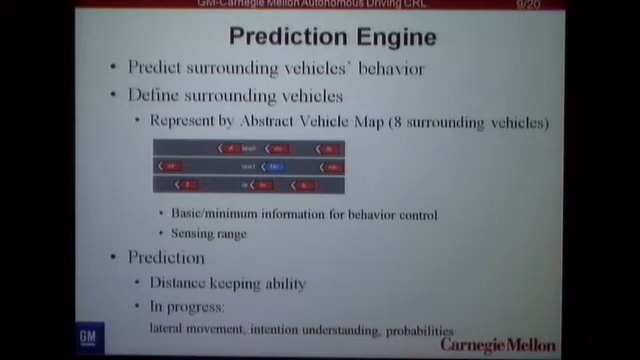 GM-Carnegie Mellon Autonomous Driving CRL
9/20
Prediction Engine
• Predict surrounding vehicles' behavior
• Define surrounding vehicles
• Represent by Abstract Vehicle Map (8 surrounding vehicles)
• Basic/minimum information for behavior control
• Sensing range
• Prediction
• Distance keeping ability
• In progress:
lateral movement, intention understanding, probabilities
GM
Carnegie Mellon